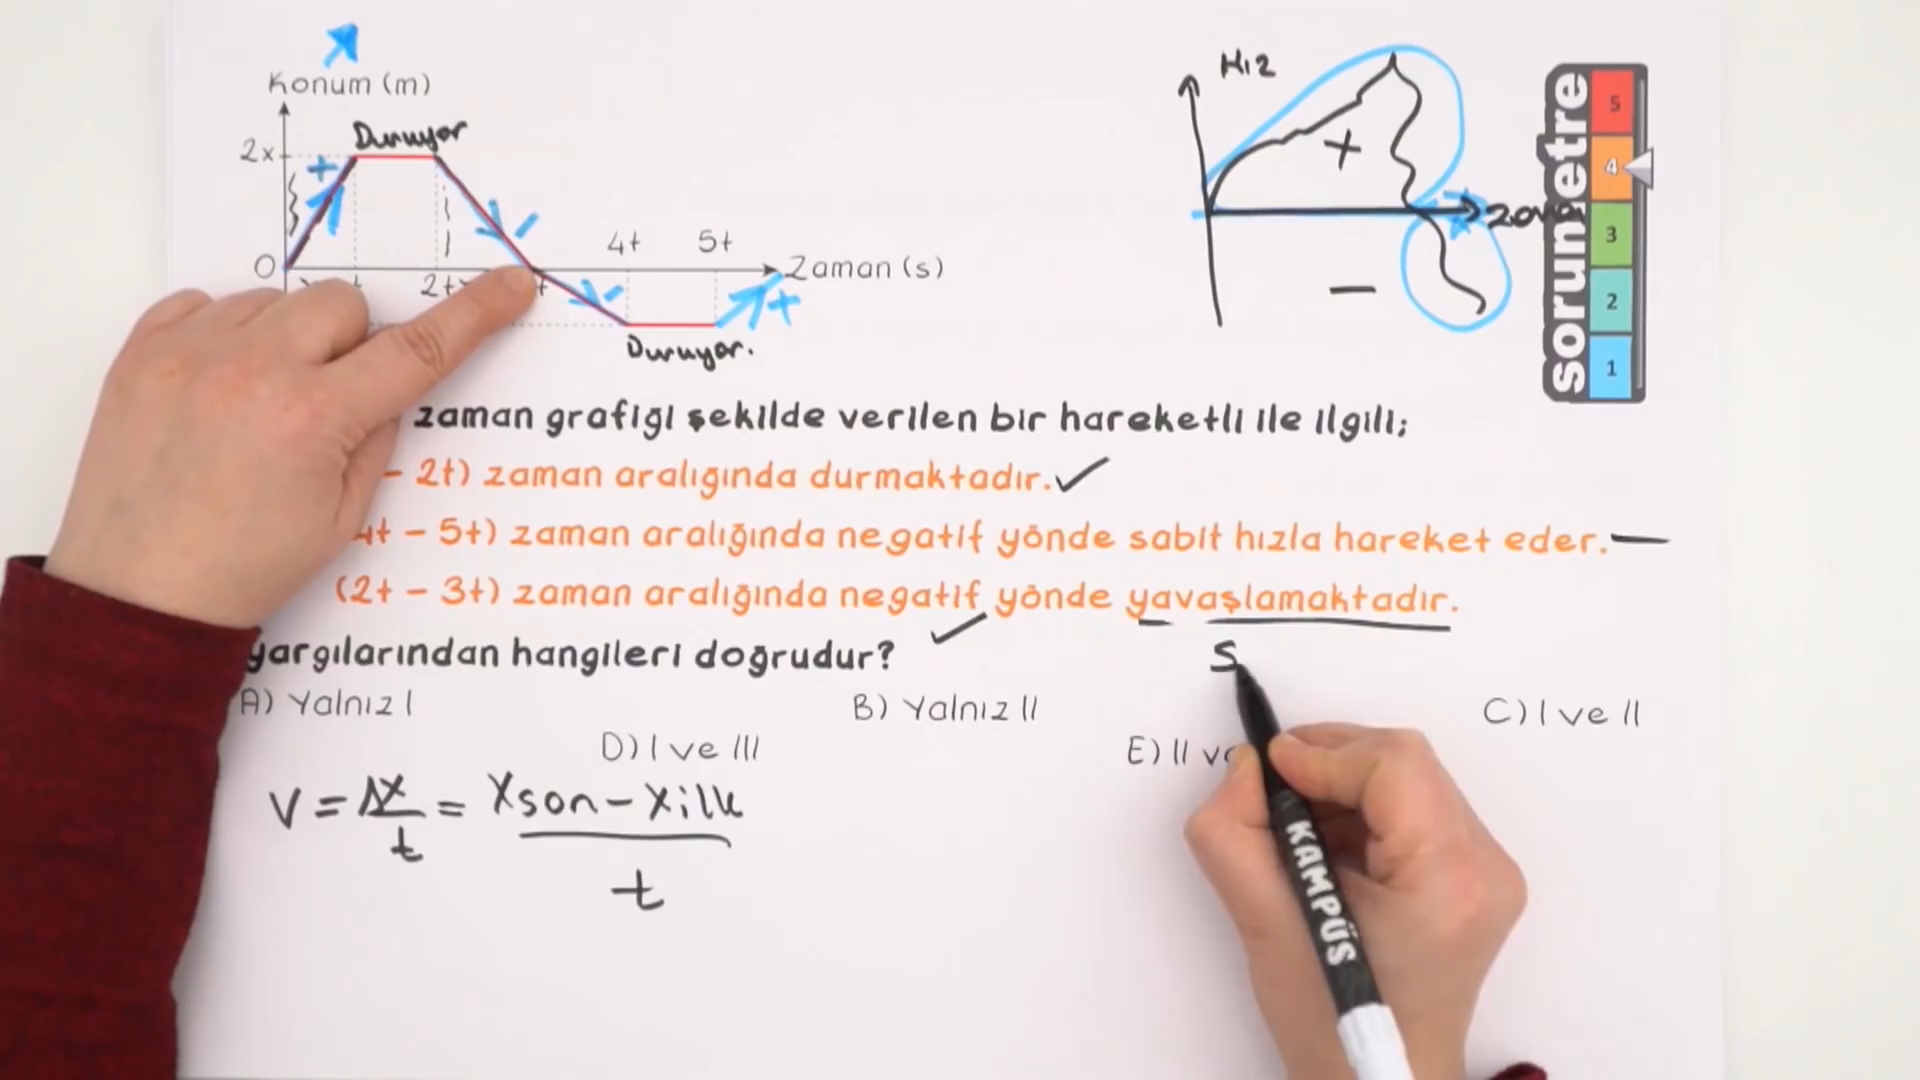 Konum (m)
Duruyor
2x
+
-
4t
5t
0
Zaman (s)
t
2t
t
-
+
Duruyor.
Hız
+
-
sorunmetre
5
4
3
2
1
zaman grafiği şekilde verilen bir hareketli ile ilgili;
- 2t) zaman aralığında durmaktadır.
4t - 5t) zaman aralığında negatif yönde sabit hızla hareket eder.
(2t - 3t) zaman aralığında negatif yönde yavaşlamaktadır.
yargılarından hangileri doğrudur?
S
A) Yalnız I
B) Yalnız II
C) I ve II
D) I ve III
E) II ve
V = Δx/t = Xson - Xilk
t
KAMPÜS